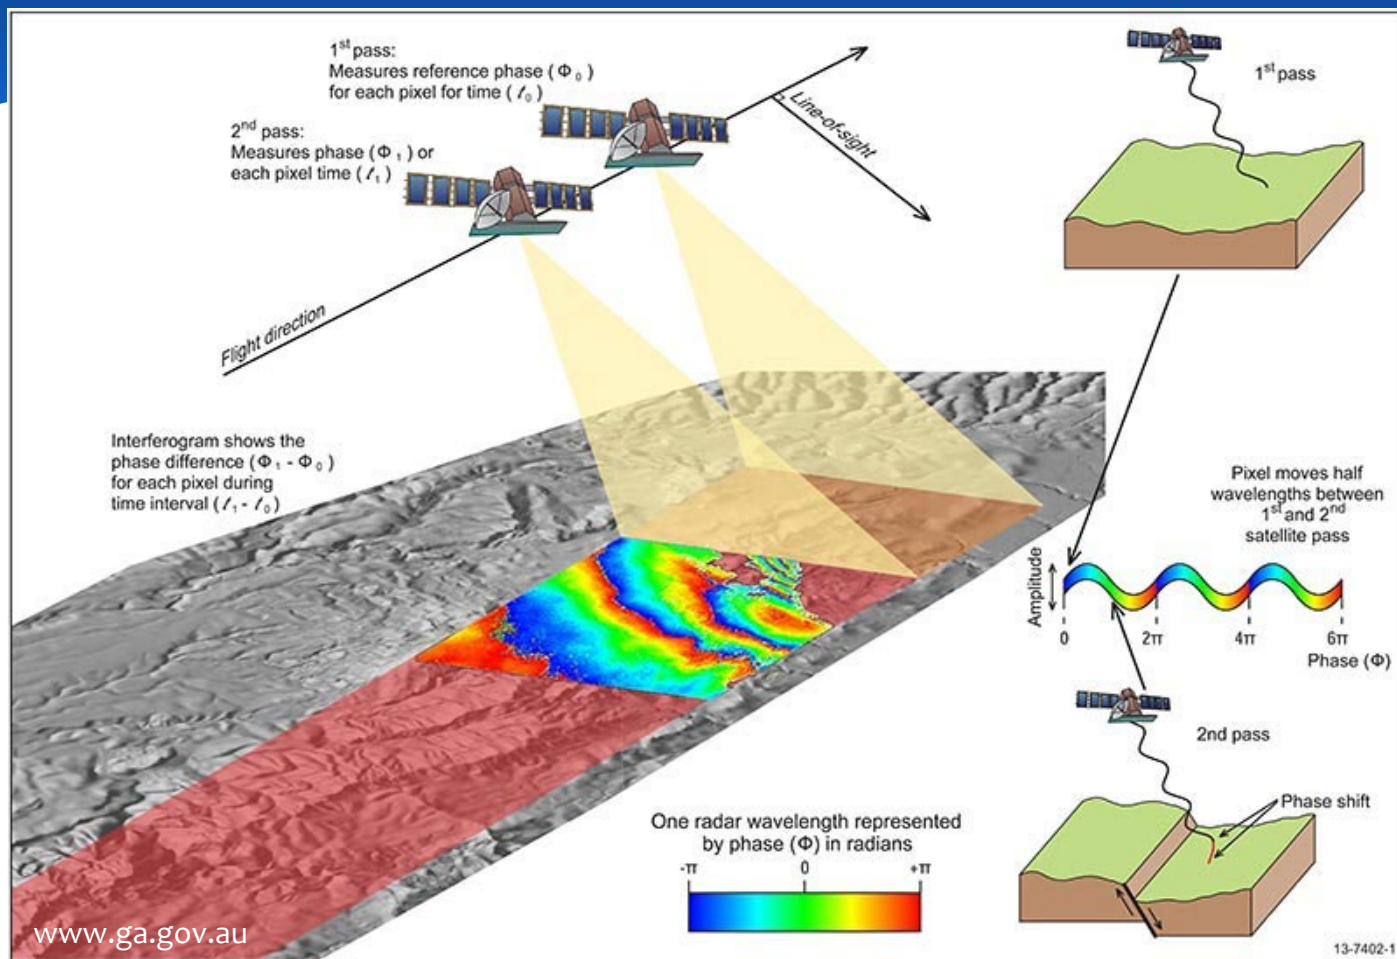 1st pass:
Measures reference phase (Φ0)
for each pixel for time (t0)
2nd pass:
Measures phase (Φ1) or
each pixel time (t1)
Line-of-sight
Flight direction
1st pass
Interferogram shows the
phase difference (Φ1 - Φ0)
for each pixel during
time interval (t1 - t0)
Pixel moves half
wavelengths between
1st and 2nd
satellite pass
Amplitude
0 2π 4π 6π
Phase (Φ)
2nd pass
Phase shift
One radar wavelength represented
by phase (Φ) in radians
-π 0 +π
www.ga.gov.au
13-7402-1